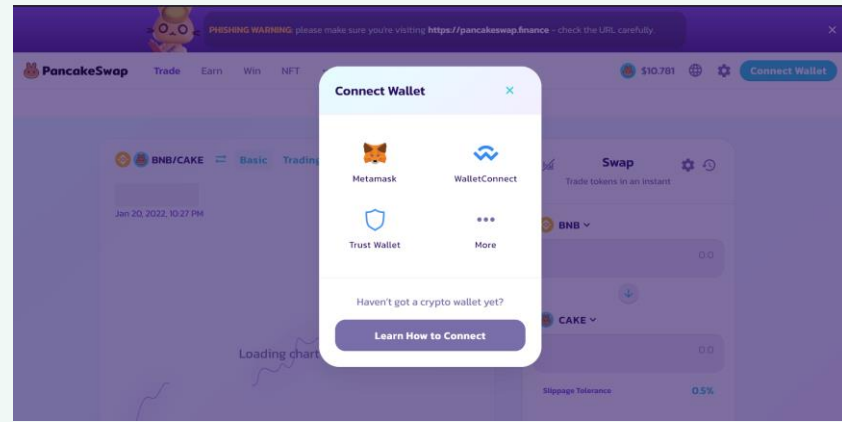 PHISHING WARNING: please make sure you're visiting https://pancakeswap.finance - check the URL carefully.
PancakeSwap Trade Earn Win NFT $10.781 Connect Wallet
Connect Wallet
Metamask WalletConnect
Trust Wallet More
Haven't got a crypto wallet yet?
Learn How to Connect
BNB/CAKE Basic Trading
Jan 20, 2022, 10:27 PM
Loading chart
Swap
Trade tokens in an instant
BNB
0.0
CAKE
0.0
Slippage Tolerance 0.5%